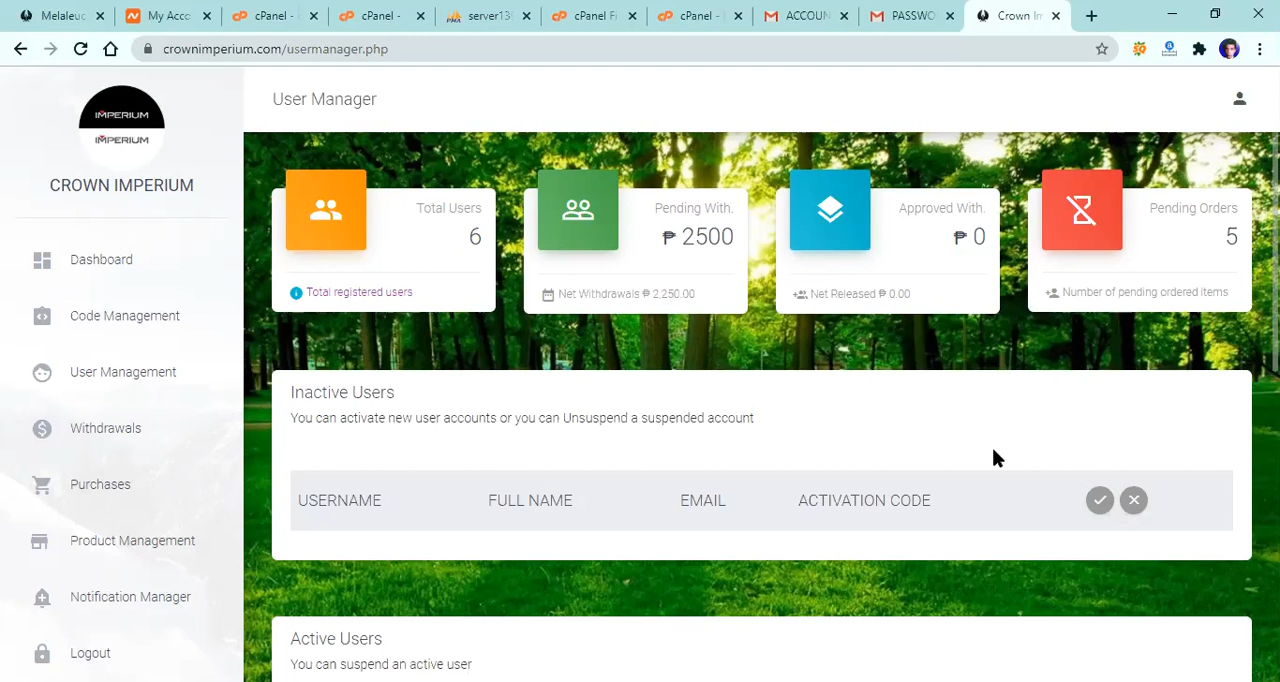 Melaleuc
My Acco
cPanel -
cPanel -
server13
cPanel Fi
cPanel -
ACCOUN
PASSWO
Crown Im
crownimperium.com/usermanager.php
IMPERIUM
IMPERIUM
CROWN IMPERIUM
Dashboard
Code Management
User Management
Withdrawals
Purchases
Product Management
Notification Manager
Logout
User Manager
Total Users
6
Total registered users
Pending With.
₱ 2500
Net Withdrawals ₱ 2,250.00
Approved With.
₱ 0
Net Released ₱ 0.00
Pending Orders
5
Number of pending ordered items
Inactive Users
You can activate new user accounts or you can Unsuspend a suspended account
USERNAME FULL NAME EMAIL ACTIVATION CODE
Active Users
You can suspend an active user